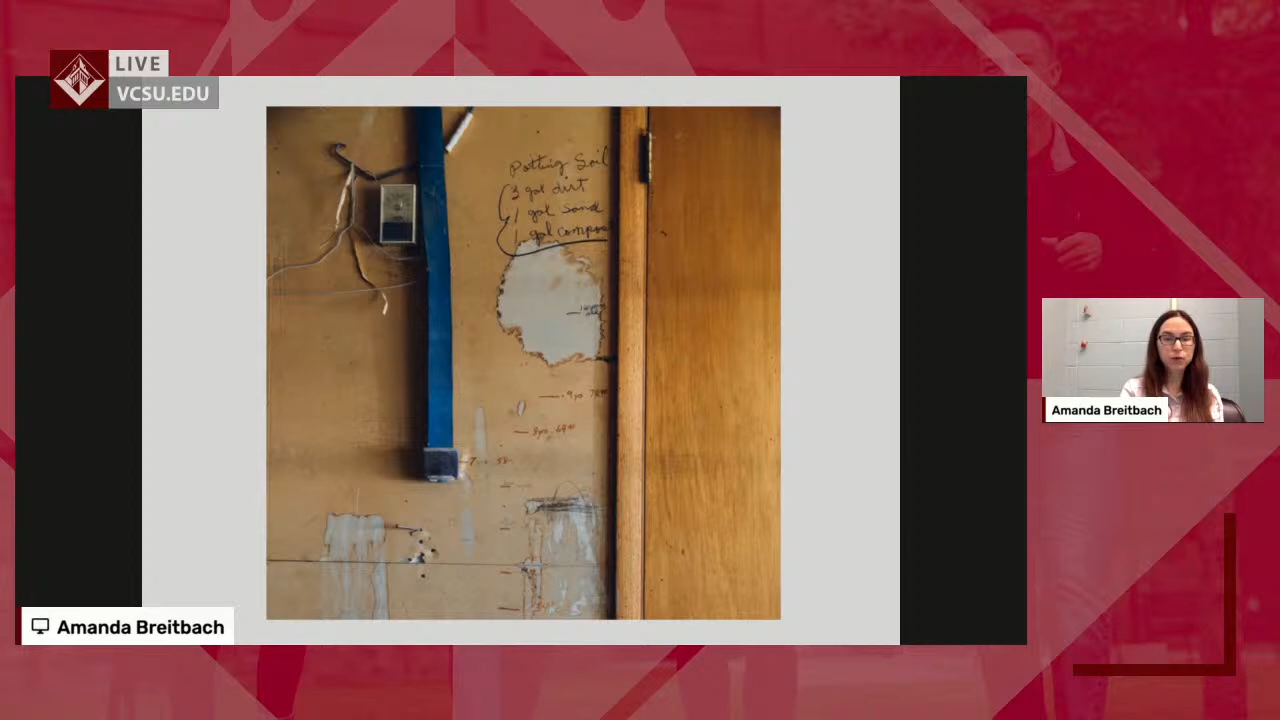 LIVE
VCSU.EDU
Potting Soil
3 gal dirt
1 gal sand
1 gal compos
Amanda Breitbach
Amanda Breitbach